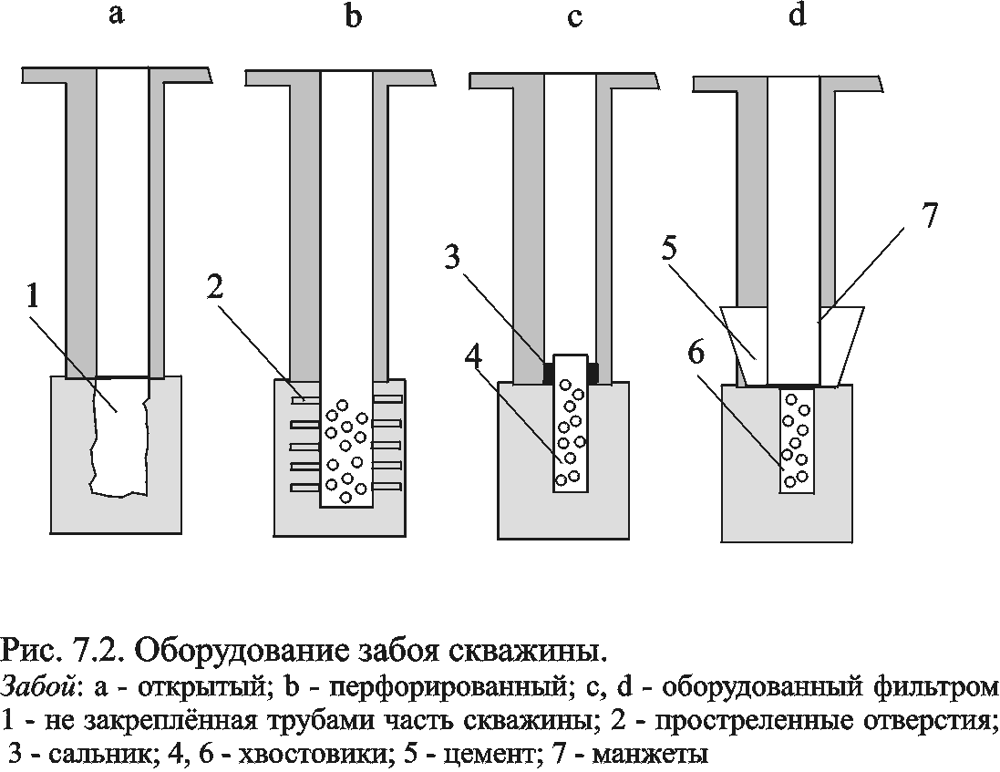 a b c d
7
5
3
2
1
4
6
Рис. 7.2. Оборудование забоя скважины.
Забой: a - открытый; b - перфорированный; c, d - оборудованный фильтром
1 - не закреплённая трубами часть скважины; 2 - простреленные отверстия;
3 - сальник; 4, 6 - хвостовики; 5 - цемент; 7 - манжеты